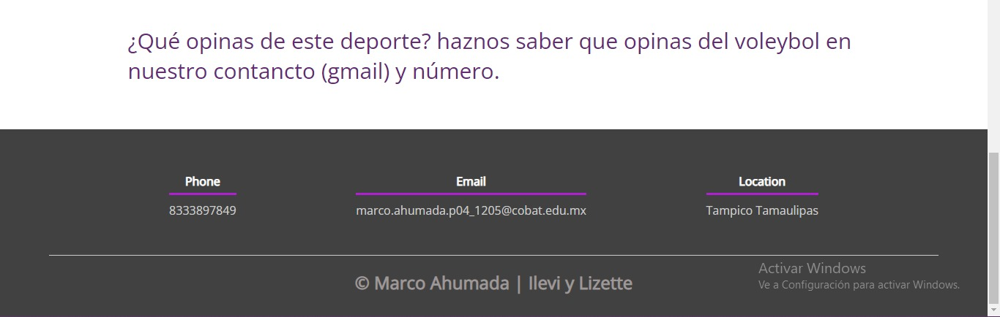 ¿Qué opinas de este deporte? haznos saber que opinas del voleybol en
nuestro contancto (gmail) y número.
Phone
Email
Location
8333897849
marco.ahumada.p04_1205@cobat.edu.mx
Tampico Tamaulipas
© Marco Ahumada | Ilevi y Lizette
Activar Windows
Ve a Configuración para activar Windows.